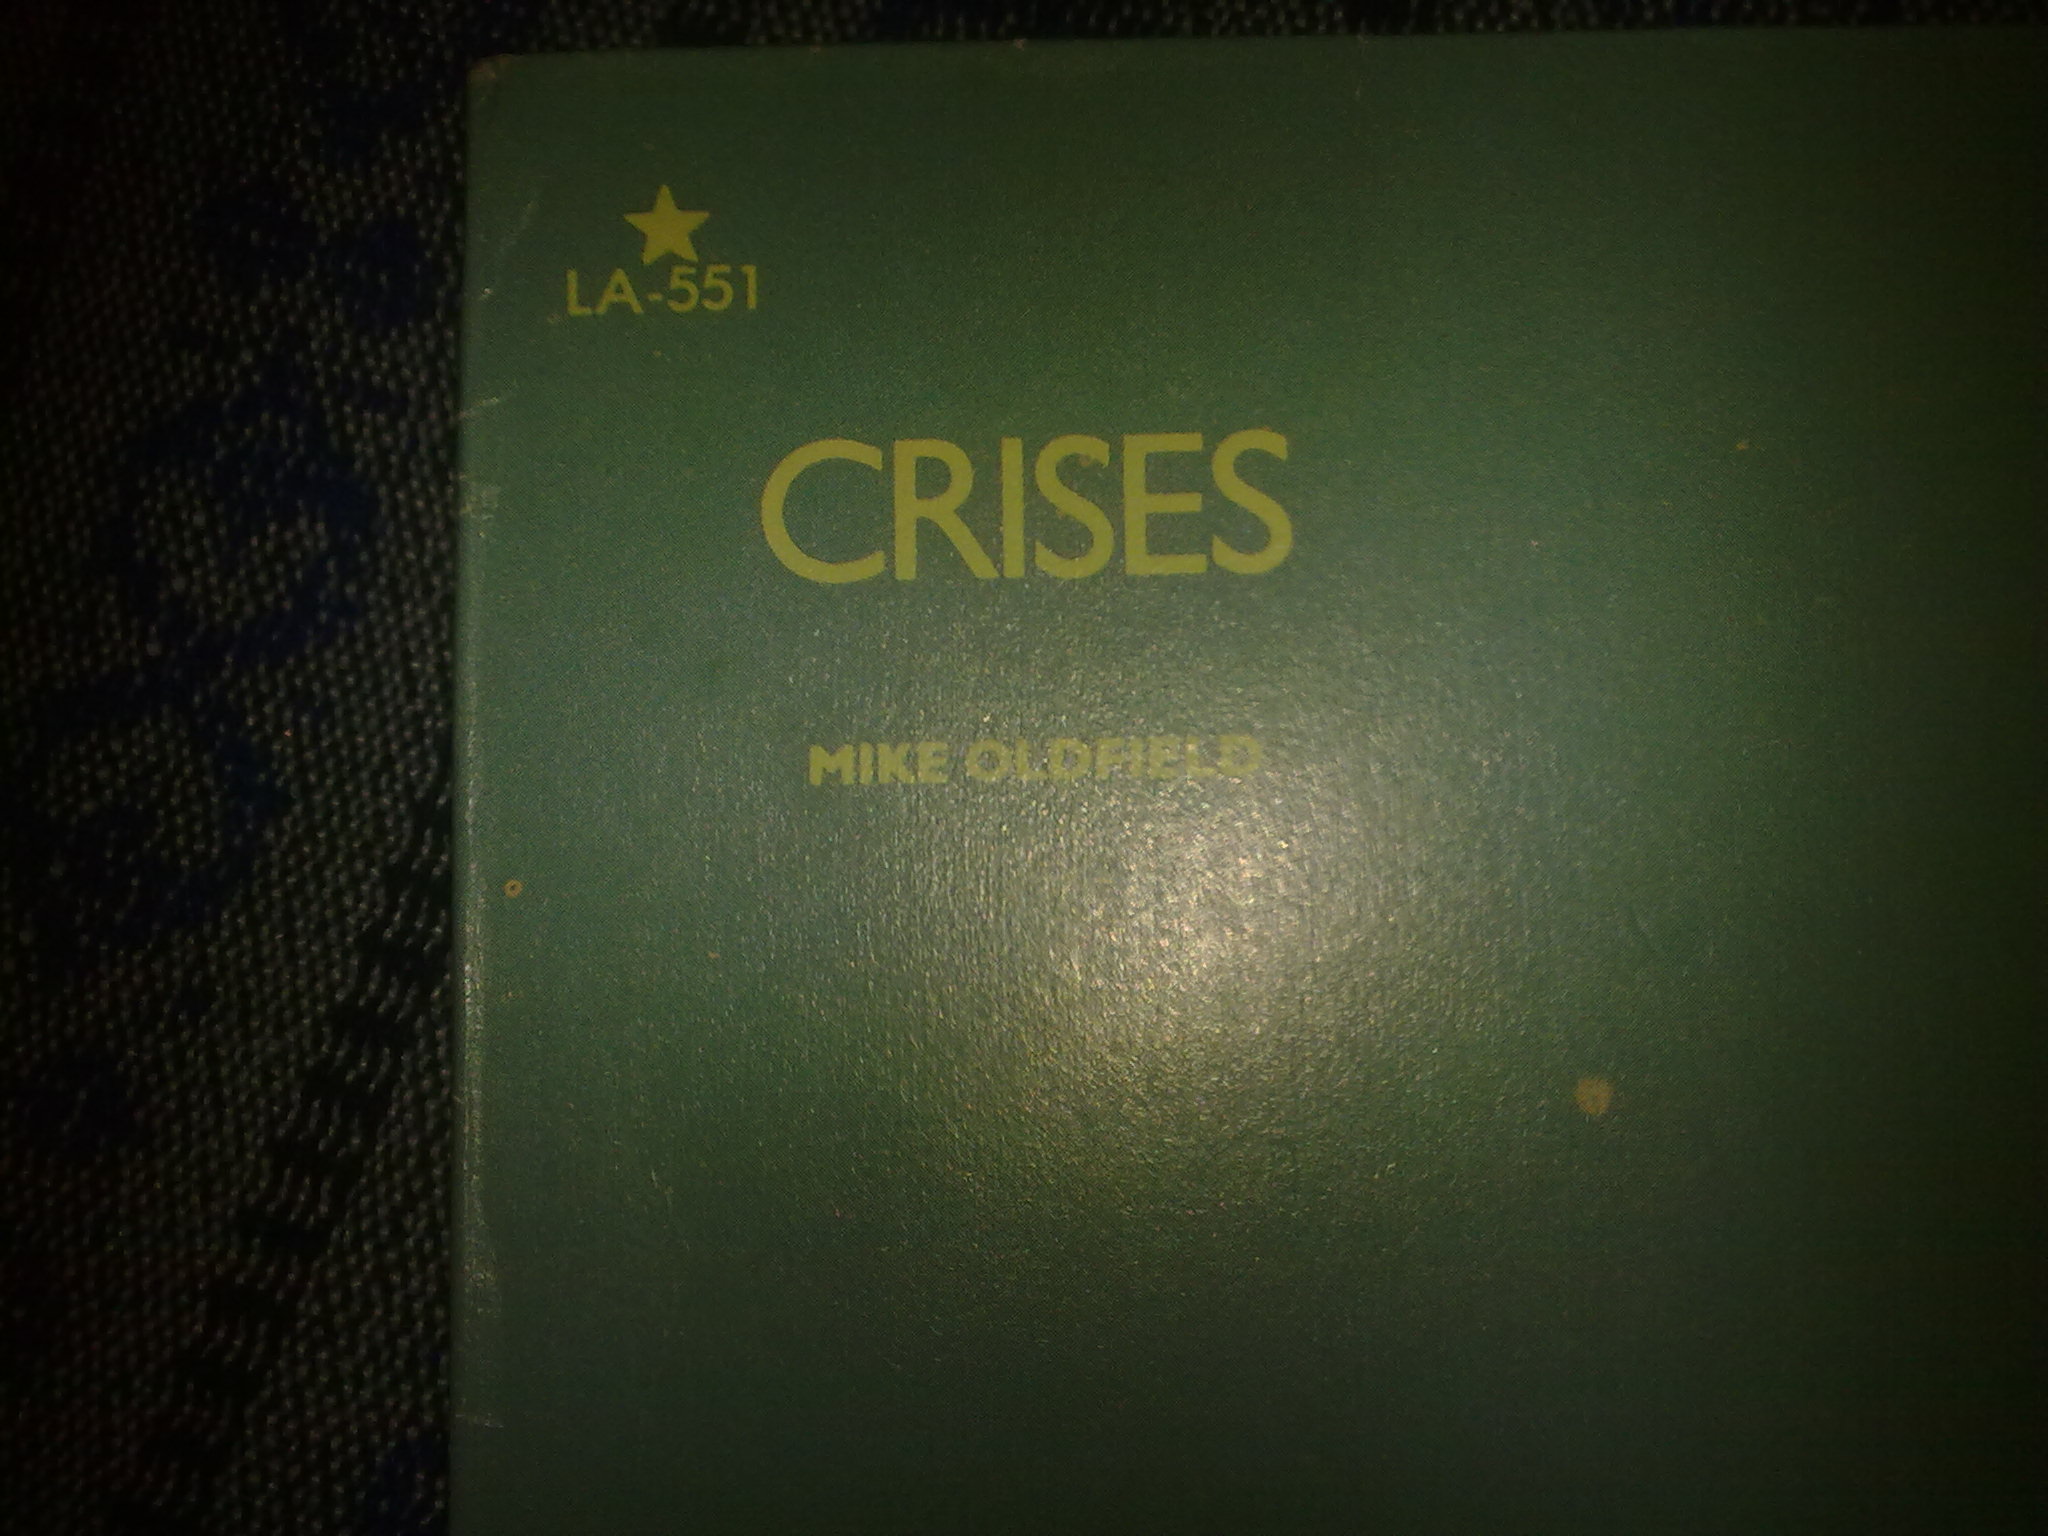 LA-551
CRISES
MIKE OLDFIELD